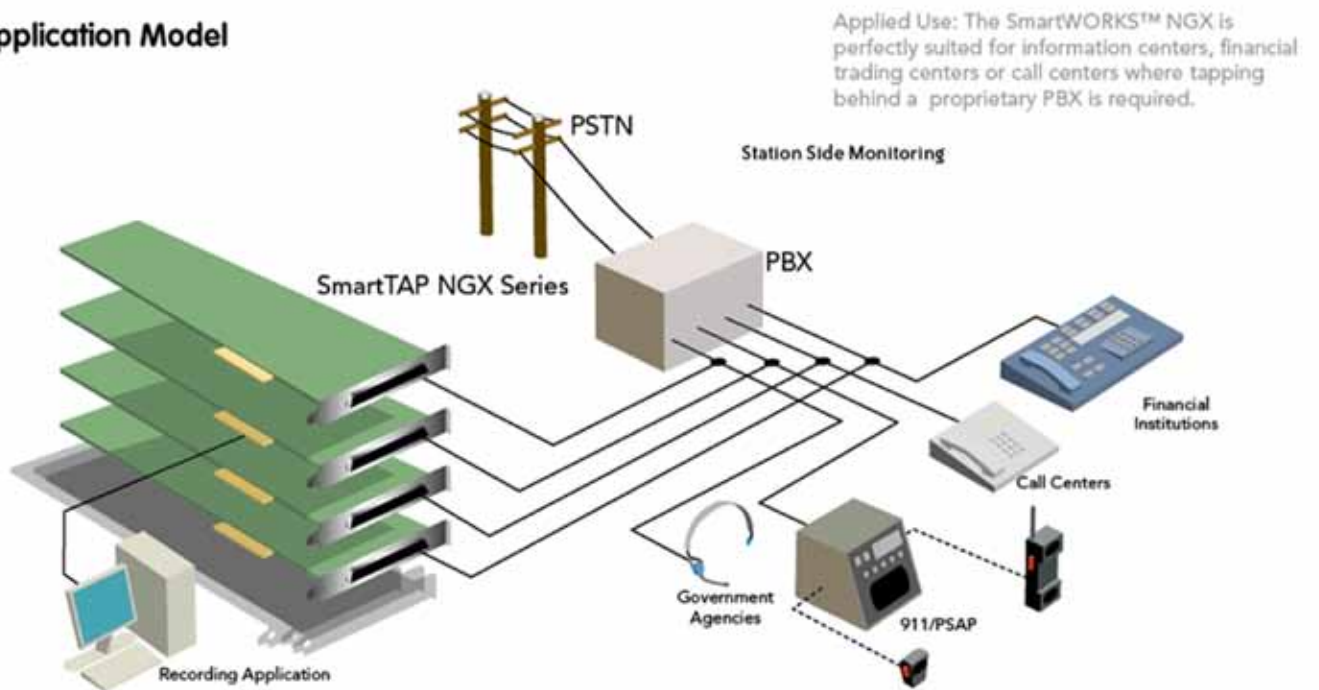 pplication Model
Applied Use: The SmartWORKS™ NGX is
perfectly suited for information centers, financial
trading centers or call centers where tapping
behind a proprietary PBX is required.
PSTN
Station Side Monitoring
PBX
SmartTAP NGX Series
Financial
Institutions
Call Centers
Government
Agencies
911/PSAP
Recording Application